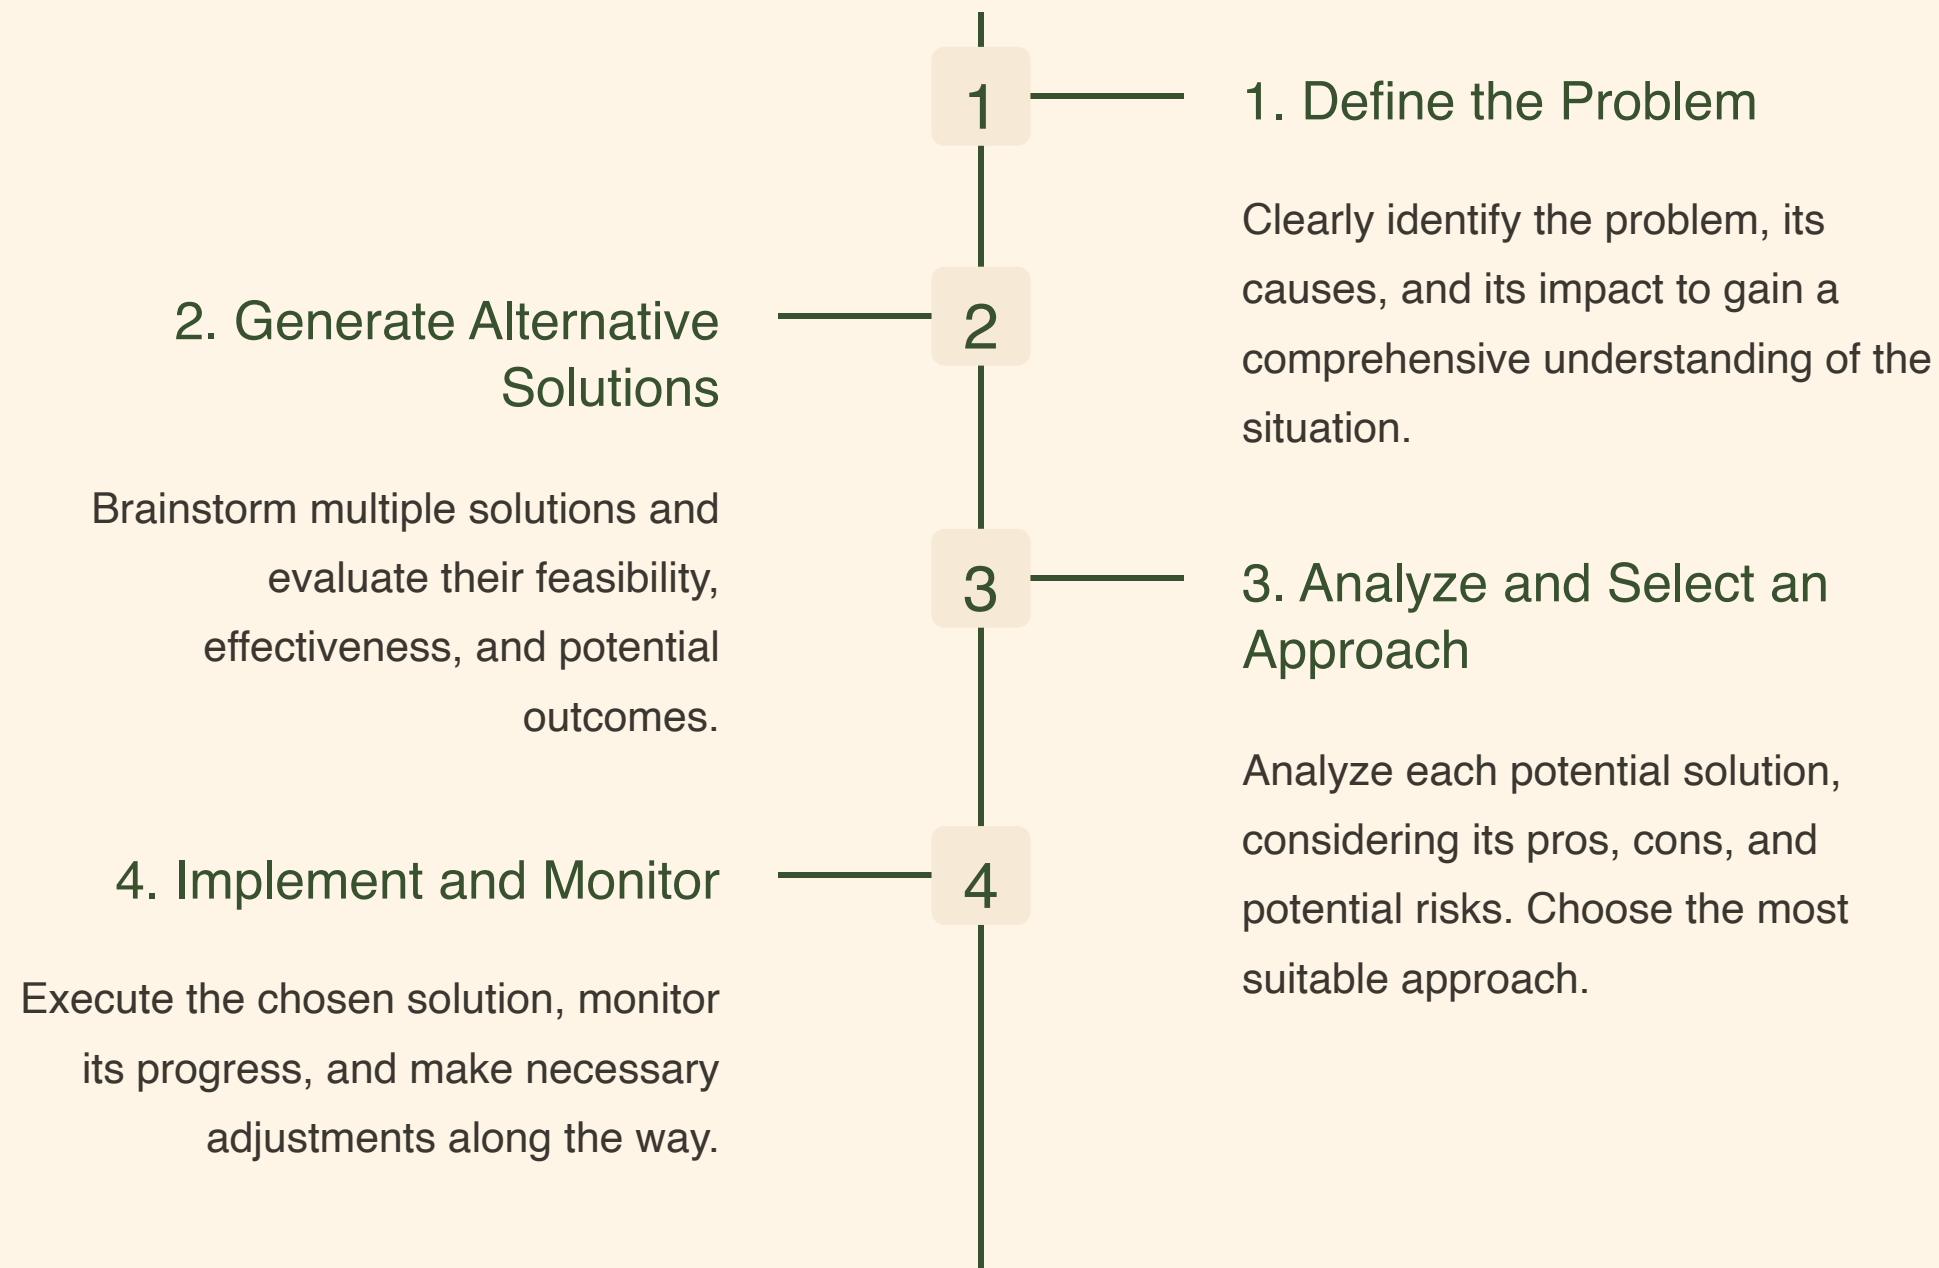 1
1. Define the Problem
Clearly identify the problem, its
causes, and its impact to gain a
comprehensive understanding of the
situation.
2
2. Generate Alternative
Solutions
Brainstorm multiple solutions and
evaluate their feasibility,
effectiveness, and potential
outcomes.
3
3. Analyze and Select an
Approach
Analyze each potential solution,
considering its pros, cons, and
potential risks. Choose the most
suitable approach.
4
4. Implement and Monitor
Execute the chosen solution, monitor
its progress, and make necessary
adjustments along the way.